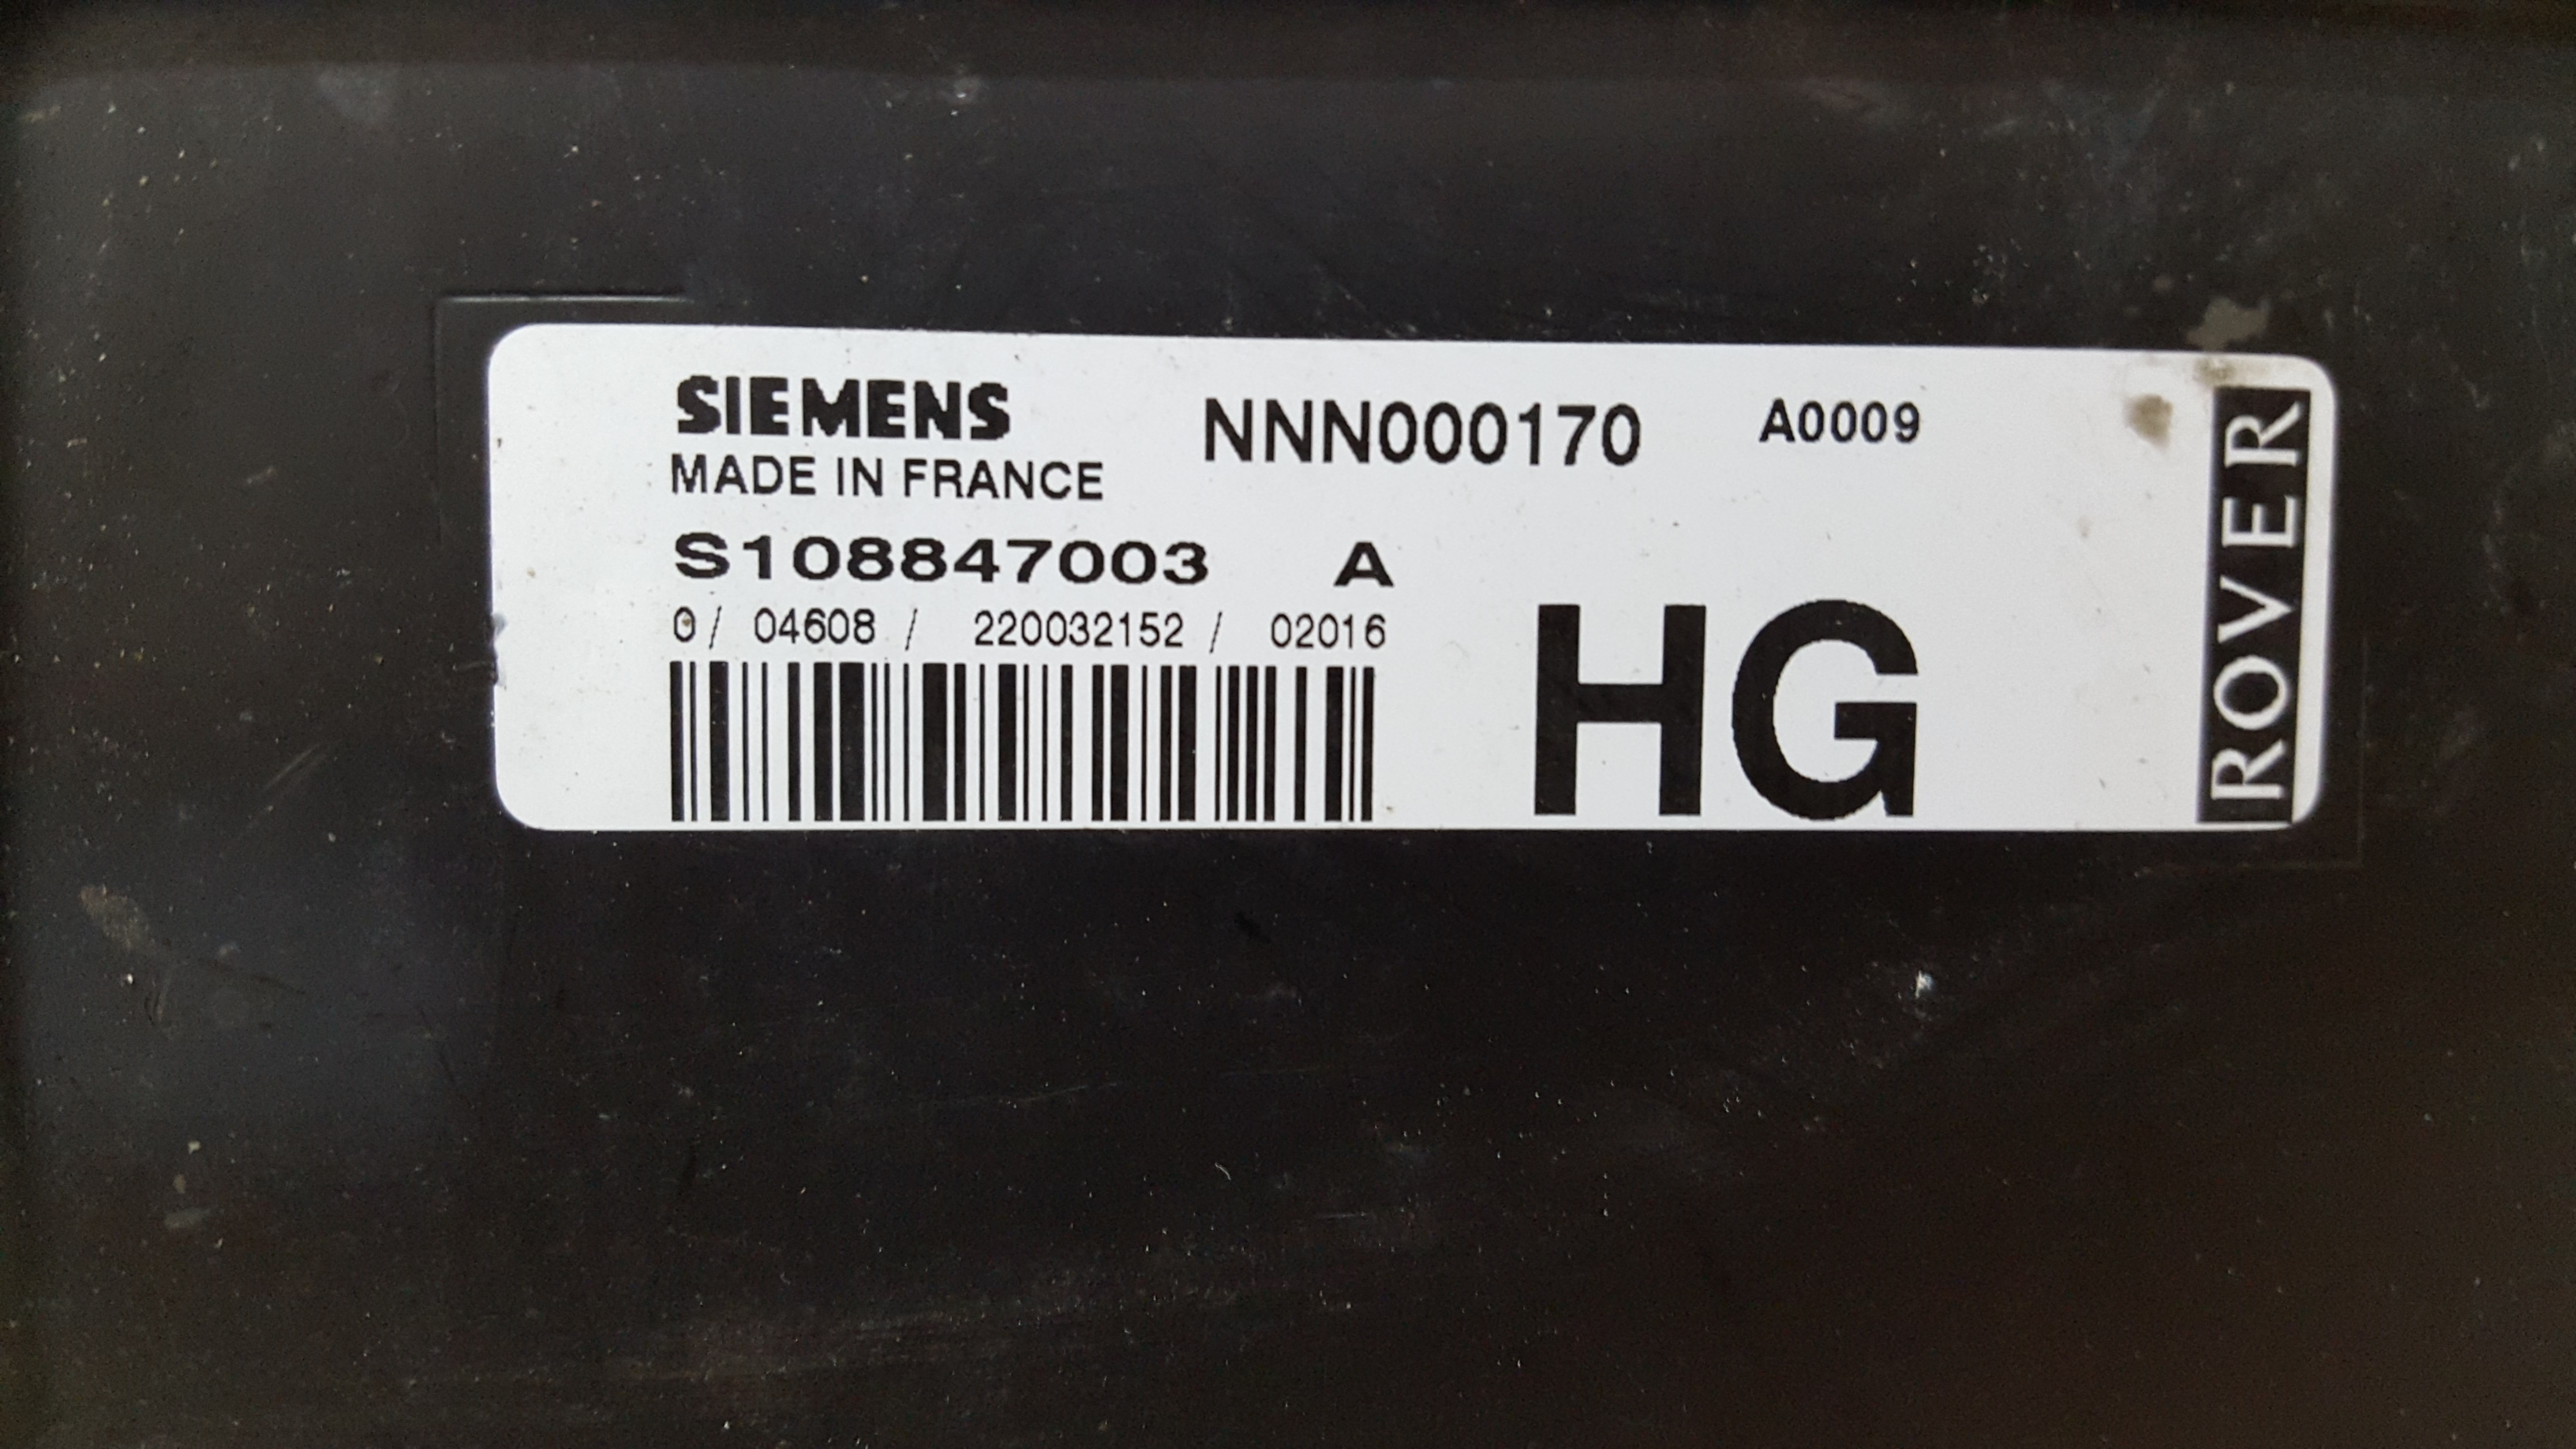 SIEMENS NNN000170 A0009
MADE IN FRANCE
S108847003 A
0/ 04608 / 220032152 / 02016
HG
ROVER